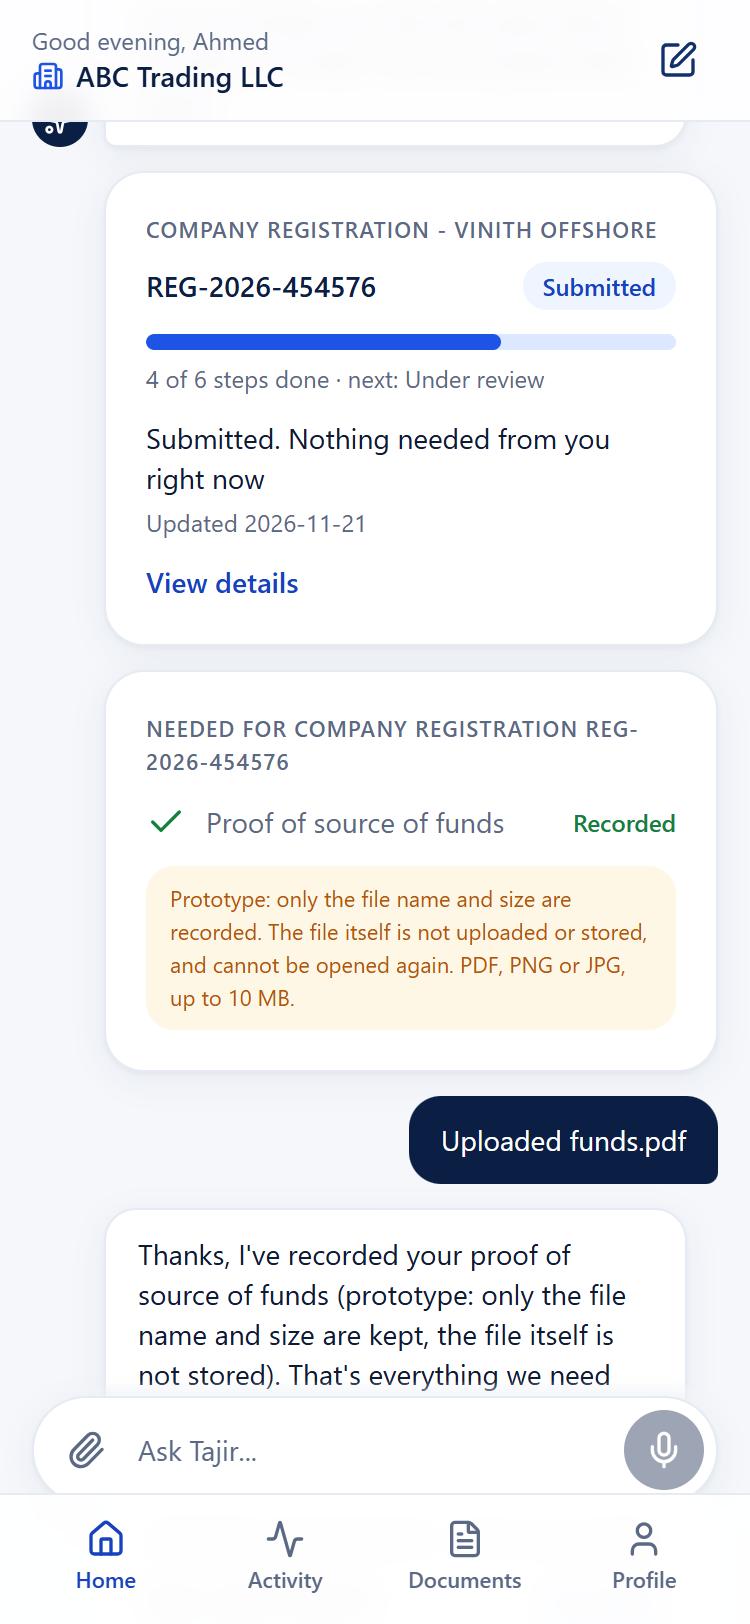 Good evening, Ahmed
ABC Trading LLC
COMPANY REGISTRATION - VINITH OFFSHORE
REG-2026-454576
Submitted
4 of 6 steps done · next: Under review
Submitted. Nothing needed from you
right now
Updated 2026-11-21
View details
NEEDED FOR COMPANY REGISTRATION REG-
2026-454576
Proof of source of funds
Recorded
Prototype: only the file name and size are
recorded. The file itself is not uploaded or stored,
and cannot be opened again. PDF, PNG or JPG,
up to 10 MB.
Uploaded funds.pdf
Thanks, I've recorded your proof of
source of funds (prototype: only the file
name and size are kept, the file itself is
not stored). That's everything we need
Ask Tajir...
Home
Activity
Documents
Profile